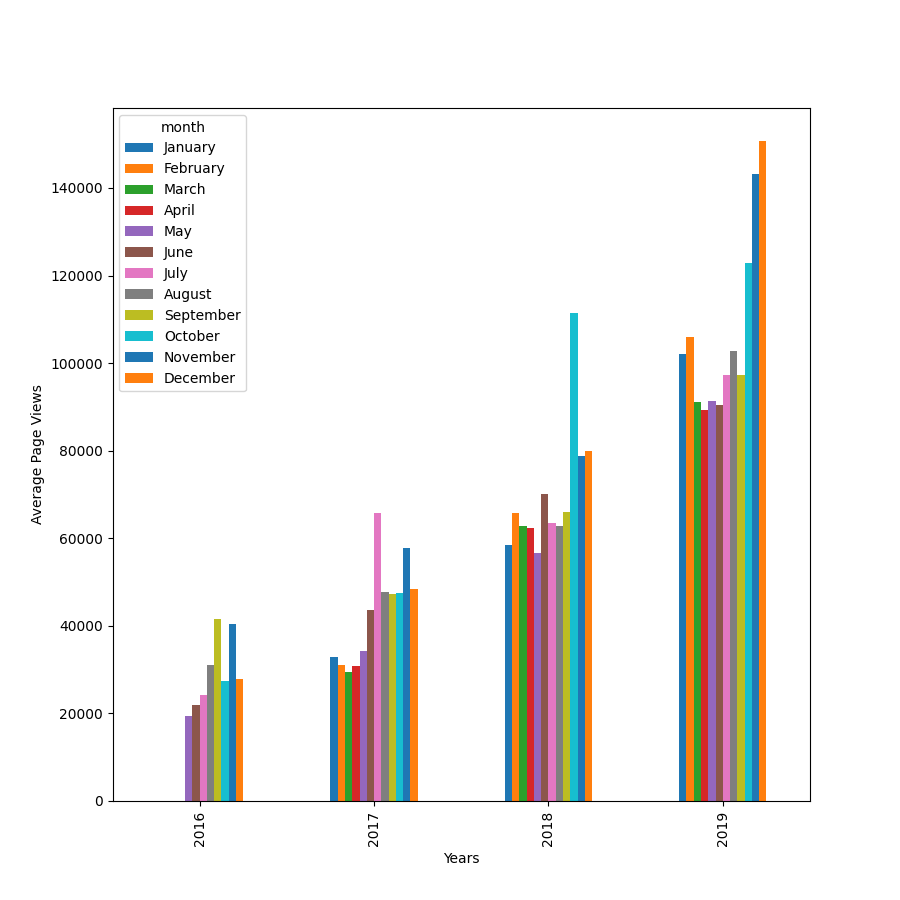 month
January
February
March
April
May
June
July
August
September
October
November
December
140000
120000
100000
80000
60000
40000
20000
0
Average Page Views
2016
2017
2018
2019
Years